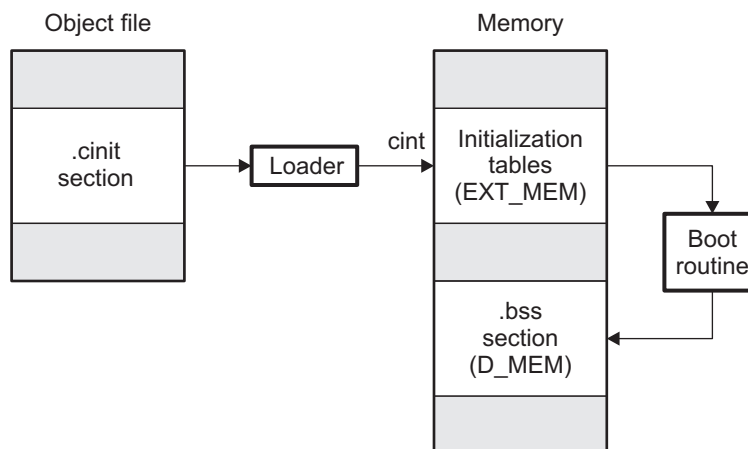 Object file
Memory
.cinit
section
Loader
cint
Initialization
tables
(EXT_MEM)
Boot
routine
.bss
section
(D_MEM)